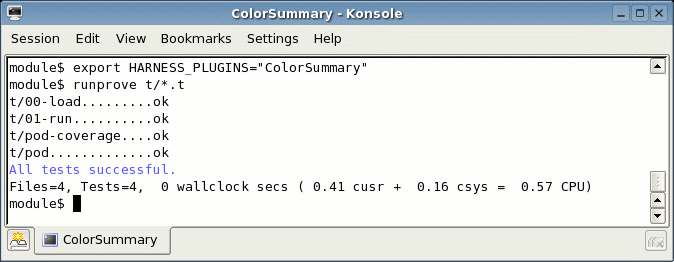 ColorSummary - Konsole
Session Edit View Bookmarks Settings Help
module$ export HARNESS_PLUGINS="ColorSummary"
module$ runprove t/*.t
t/00-load.........ok
t/01-run..........ok
t/pod-coverage....ok
t/pod.............ok
All tests successful.
Files=4, Tests=4,  0 wallclock secs ( 0.41 cusr +  0.16 csys =  0.57 CPU)
module$
ColorSummary